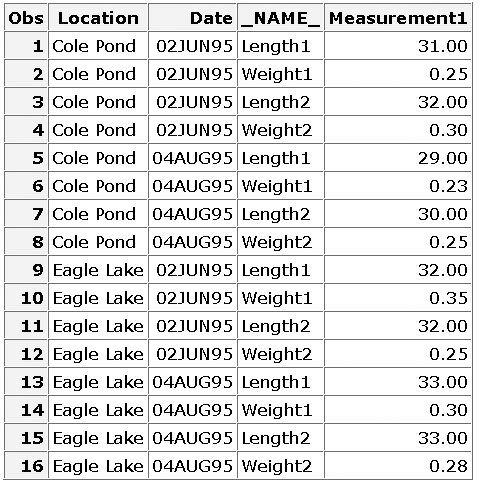 Obs Location Date _NAME_ Measurement1
1 Cole Pond 02JUN95 Length1 31.00
2 Cole Pond 02JUN95 Weight1 0.25
3 Cole Pond 02JUN95 Length2 32.00
4 Cole Pond 02JUN95 Weight2 0.30
5 Cole Pond 04AUG95 Length1 29.00
6 Cole Pond 04AUG95 Weight1 0.23
7 Cole Pond 04AUG95 Length2 30.00
8 Cole Pond 04AUG95 Weight2 0.25
9 Eagle Lake 02JUN95 Length1 32.00
10 Eagle Lake 02JUN95 Weight1 0.35
11 Eagle Lake 02JUN95 Length2 32.00
12 Eagle Lake 02JUN95 Weight2 0.25
13 Eagle Lake 04AUG95 Length1 33.00
14 Eagle Lake 04AUG95 Weight1 0.30
15 Eagle Lake 04AUG95 Length2 33.00
16 Eagle Lake 04AUG95 Weight2 0.28